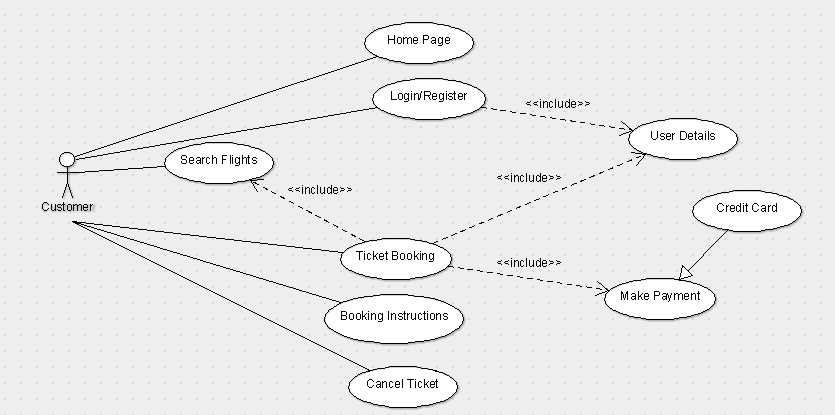 Home Page
Login/Register
<<include>>
User Details
Search Flights
<<include>>
<<include>>
Customer
Credit Card
Ticket Booking
<<include>>
Make Payment
Booking Instructions
Cancel Ticket